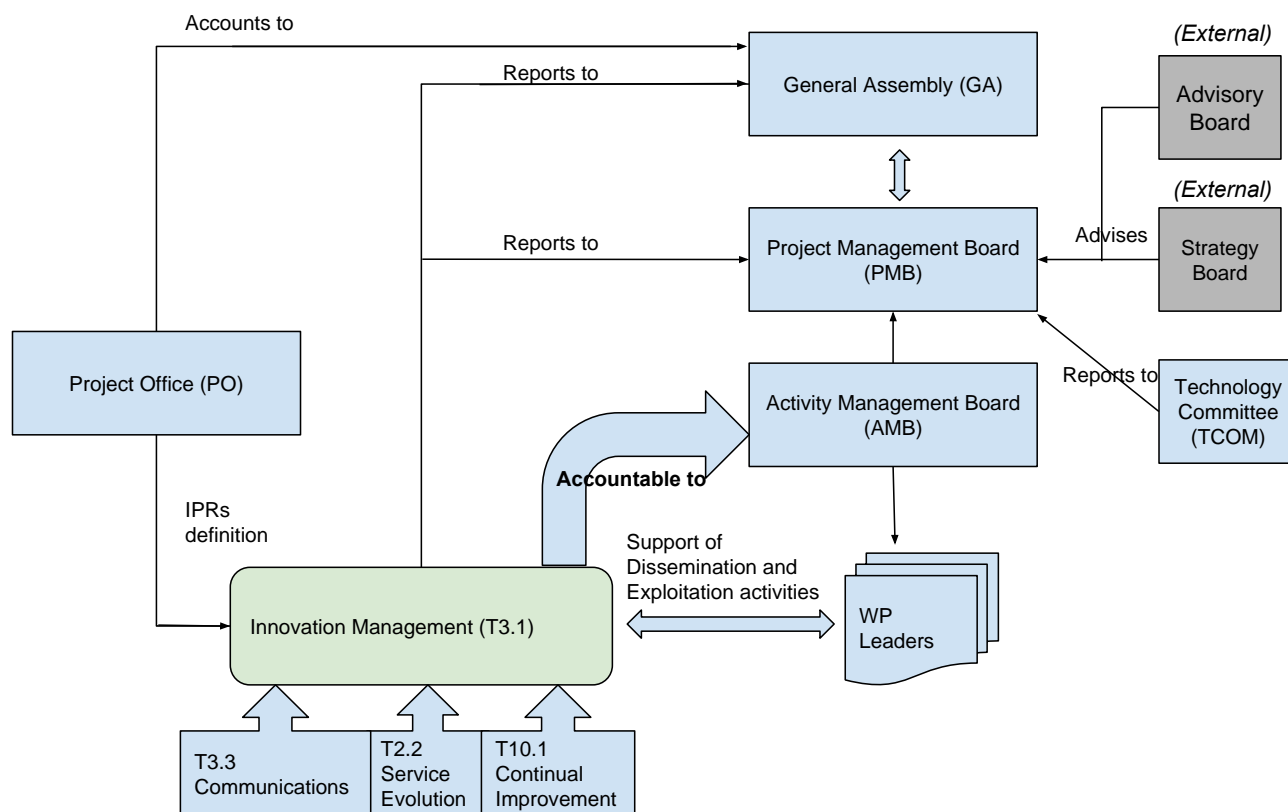 Accounts to
(External)
Reports to
General Assembly (GA)
Advisory
Board
(External)
Reports to
Project Management Board
(PMB)
Advises
Strategy
Board
Project Office (PO)
Activity Management Board
(AMB)
Reports to
Technology
Committee
(TCOM)
Accountable to
IPRs
definition
Support of
Dissemination and
Exploitation activities
Innovation Management (T3.1)
WP
Leaders
T3.3
Communications
T2.2
Service
Evolution
T10.1
Continual
Improvement